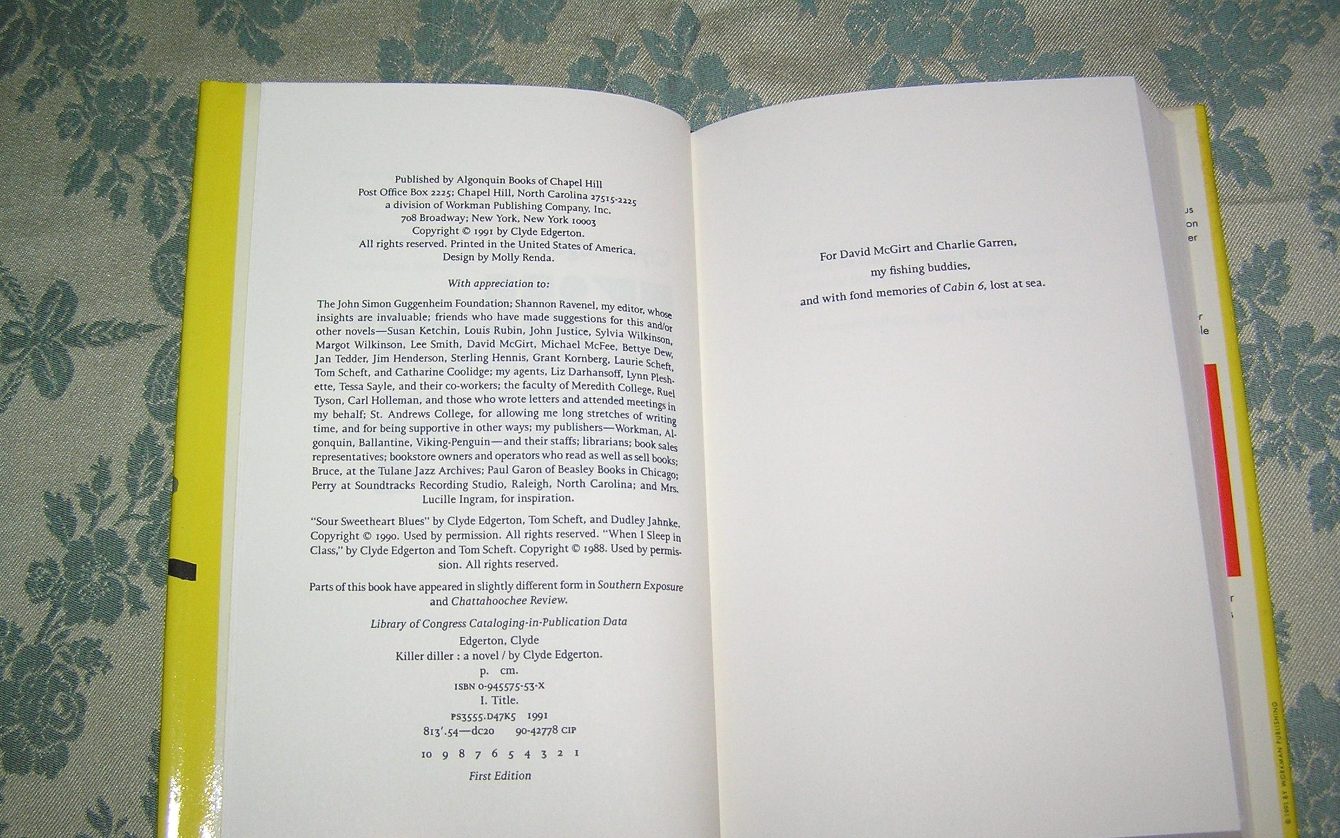 Published by Algonquin Books of Chapel Hill
Post Office Box 2225; Chapel Hill, North Carolina 27515-2225
a division of Workman Publishing Company, Inc.
708 Broadway; New York, New York 10003
Copyright © 1991 by Clyde Edgerton.
All rights reserved. Printed in the United States of America.
Design by Molly Renda.
With appreciation to:
The John Simon Guggenheim Foundation; Shannon Ravenel, my editor, whose
insights are invaluable; friends who have made suggestions for this and/or
other novels—Susan Ketchin, Louis Rubin, John Justice, Sylvia Wilkinson,
Margot Wilkinson, Lee Smith, David McGirt, Michael McFee, Bettye Dew,
Jan Tedder, Jim Henderson, Sterling Hennis, Grant Kornberg, Laurie Scheft,
Tom Scheft, and Catharine Coolidge; my agents, Liz Darhansoff, Lynn Plesh-
ette, Tessa Sayle, and their co-workers; the faculty of Meredith College, Ruel
Tyson, Carl Holleman, and those who wrote letters and attended meetings in
my behalf; St. Andrews College, for allowing me long stretches of writing
time, and for being supportive in other ways; my publishers—Workman, Al-
gonquin, Ballantine, Viking-Penguin—and their staffs; librarians; book sales
representatives; bookstore owners and operators who read as well as sell books;
Bruce, at the Tulane Jazz Archives; Paul Garon of Beasley Books in Chicago;
Perry at Soundtracks Recording Studio, Raleigh, North Carolina; and Mrs.
Lucille Ingram, for inspiration.
"Sour Sweetheart Blues" by Clyde Edgerton, Tom Scheft, and Dudley Jahnke,
Copyright © 1990. Used by permission. All rights reserved. "When I Sleep in
Class," by Clyde Edgerton and Tom Scheft. Copyright © 1988. Used by permis-
sion. All rights reserved.
Parts of this book have appeared in slightly different form in Southern Exposure
and Chattahoochee Review.
Library of Congress Cataloging-in-Publication Data
Edgerton, Clyde
Killer diller : a novel / by Clyde Edgerton.
p. cm.
ISBN 0-945575-53-X
I. Title.
PS3555.D47K5 1991
813'.54—dc20 90-42778 CIP
10 9 8 7 6 5 4 3 2 1
First Edition
For David McGirt and Charlie Garren,
my fishing buddies,
and with fond memories of Cabin 6, lost at sea.
us
on
er
r
le
r
s
© 1991 BY WORKMAN PUBLISHING